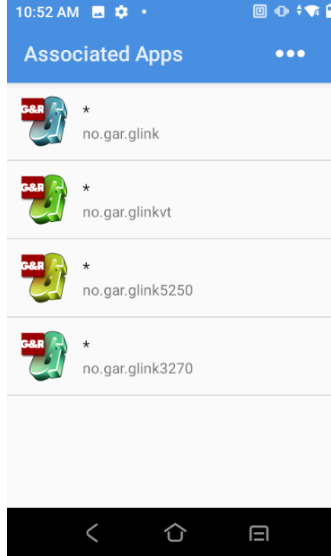 10:52 AM
Associated Apps
G&R
*
no.gar.glink
G&R
*
no.gar.glinkvt
G&R
*
no.gar.glink5250
G&R
*
no.gar.glink3270